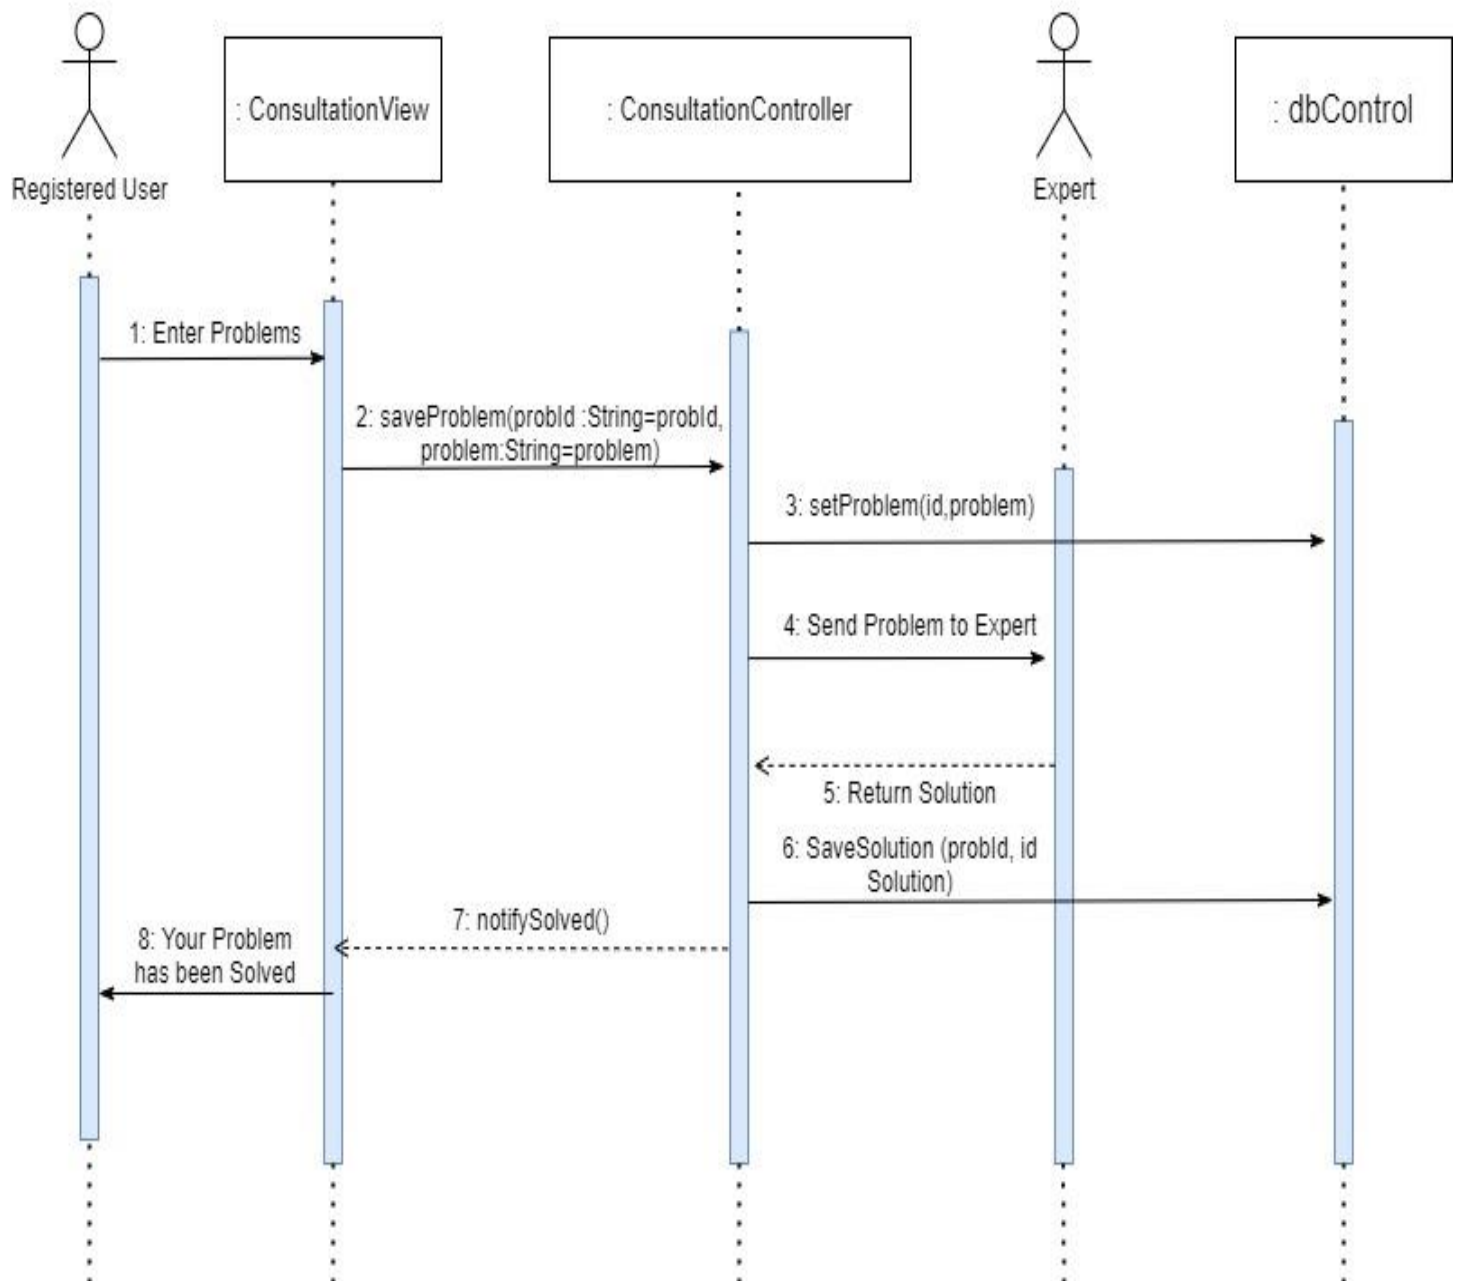 Registered User
: ConsultationView
: ConsultationController
Expert
: dbControl
1: Enter Problems
2: saveProblem(probId :String=probId,
problem:String=problem)
3: setProblem(id,problem)
4: Send Problem to Expert
5: Return Solution
6: SaveSolution (probId, id
Solution)
7: notifySolved()
8: Your Problem
has been Solved